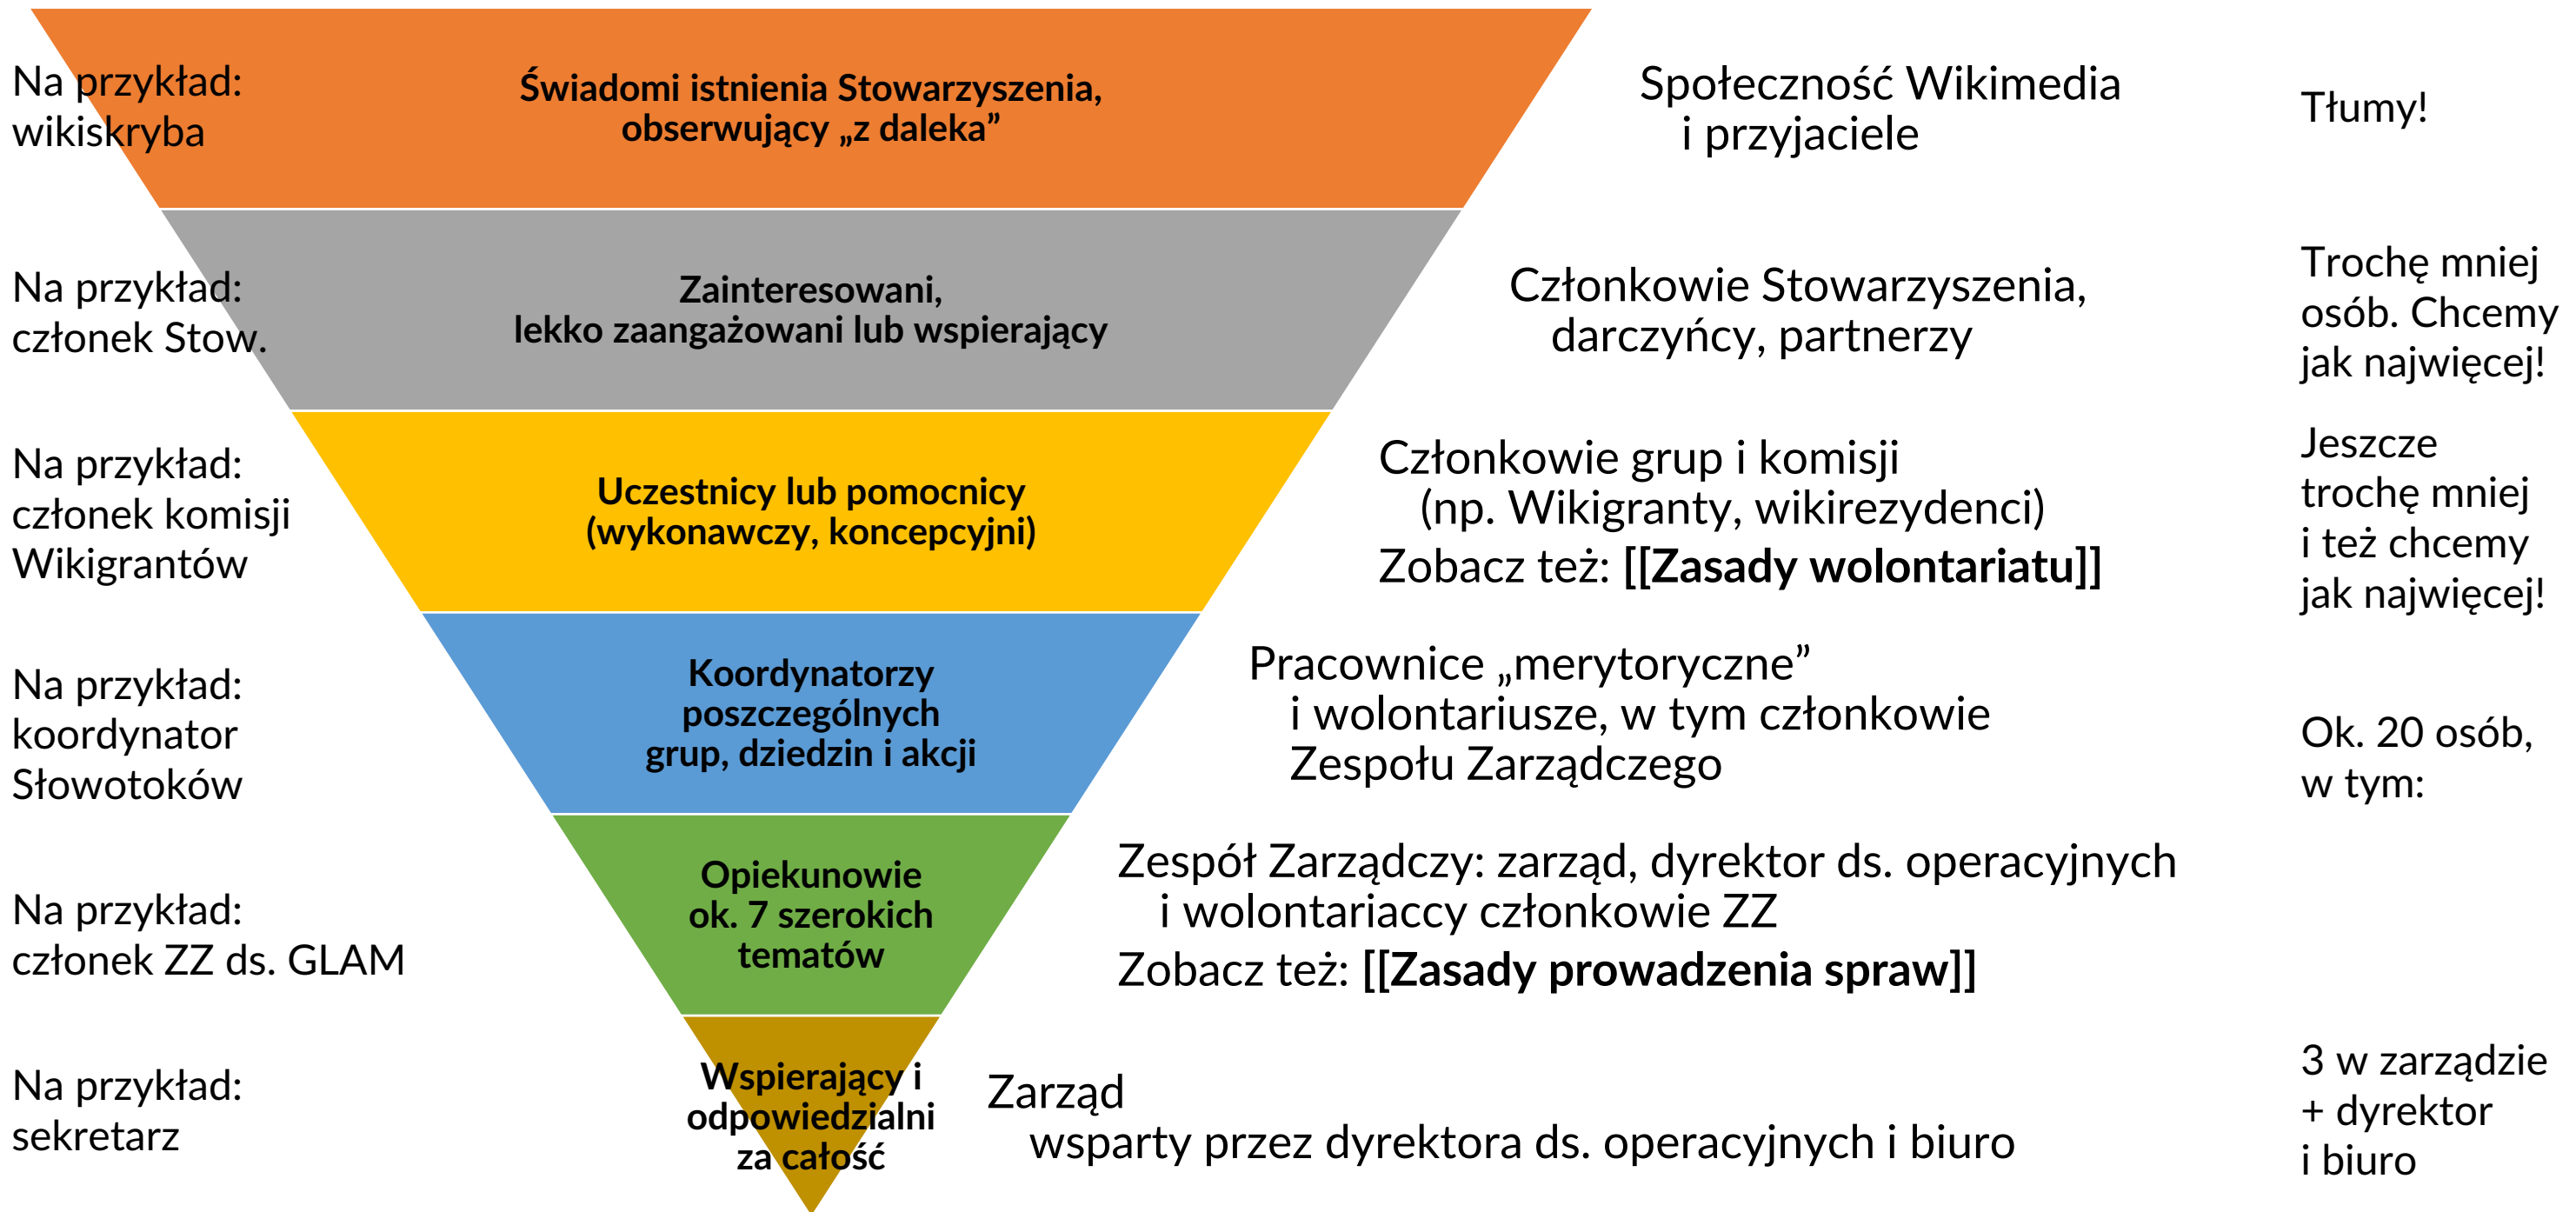 Na przykład:
wikiskryba
Świadomi istnienia Stowarzyszenia,
obserwujący „z daleka”
Społeczność Wikimedia
i przyjaciele
Tłumy!
Na przykład:
członek Stow.
Zainteresowani,
lekko zaangażowani lub wspierający
Członkowie Stowarzyszenia,
darczyńcy, partnerzy
Trochę mniej
osób. Chcemy
jak najwięcej!
Na przykład:
członek komisji
Wikigrantów
Uczestnicy lub pomocnicy
(wykonawczy, koncepcyjni)
Członkowie grup i komisji
(np. Wikigranty, wikirezydenci)
Zobacz też: [[Zasady wolontariatu]]
Jeszcze
trochę mniej
i też chcemy
jak najwięcej!
Na przykład:
koordynator
Słowotoków
Koordynatorzy
poszczególnych
grup, dziedzin i akcji
Pracownice „merytoryczne”
i wolontariusze, w tym członkowie
Zespołu Zarządczego
Ok. 20 osób,
w tym:
Na przykład:
członek ZZ ds. GLAM
Opiekunowie
ok. 7 szerokich
tematów
Zespół Zarządczy: zarząd, dyrektor ds. operacyjnych
i wolontariaccy członkowie ZZ
Zobacz też: [[Zasady prowadzenia spraw]]
Na przykład:
sekretarz
Wspierający i
odpowiedzialni
za całość
Zarząd
wsparty przez dyrektora ds. operacyjnych i biuro
3 w zarządzie
+ dyrektor
i biuro